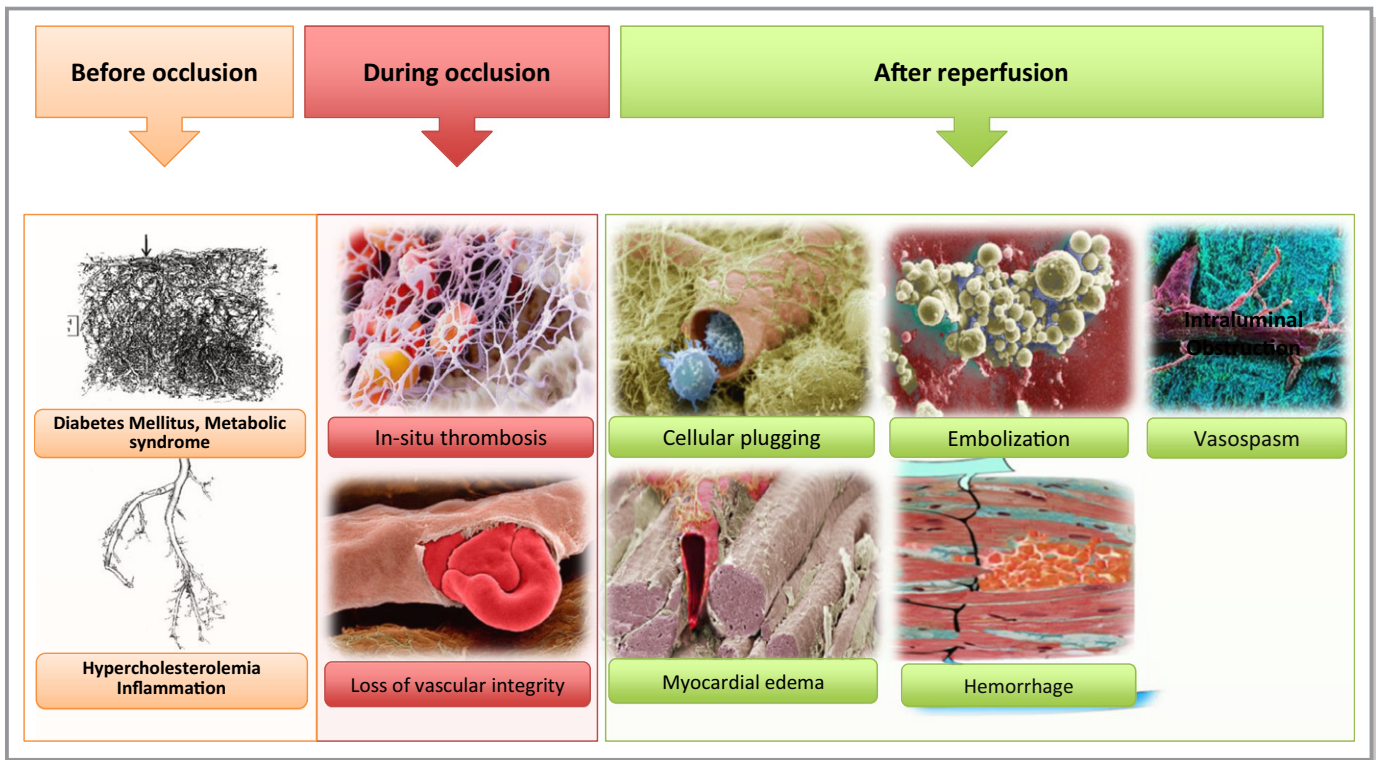 Before occlusion
During occlusion
After reperfusion
Diabetes Mellitus, Metabolic
syndrome
In-situ thrombosis
Cellular plugging
Embolization
Intraluminal
Obstruction
Vasospasm
Hypercholesterolemia
Inflammation
Loss of vascular integrity
Myocardial edema
Hemorrhage